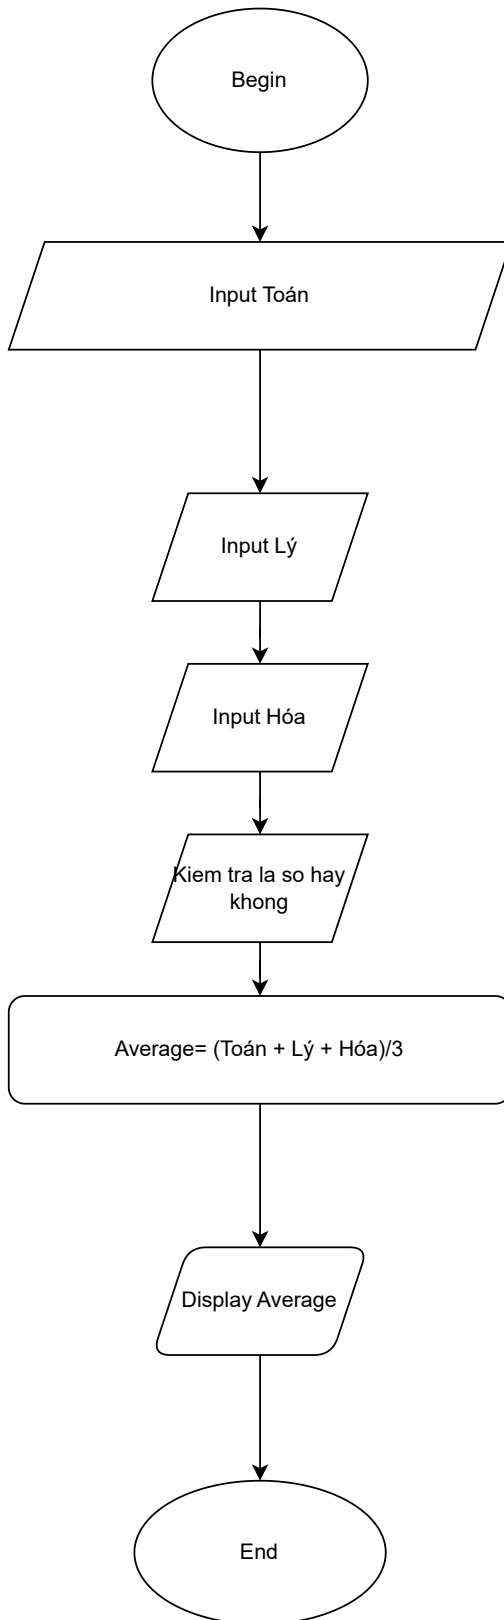 Begin
Input Toán
Input Lý
Input Hóa
Kiem tra la so hay
khong
Average= (Toán + Lý + Hóa)/3
Display Average
End